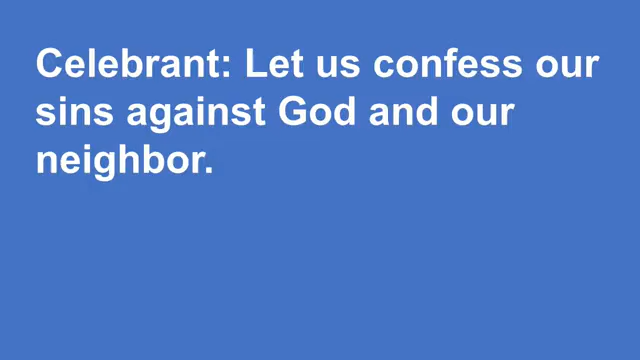 Celebrant: Let us confess our
sins against God and our
neighbor.